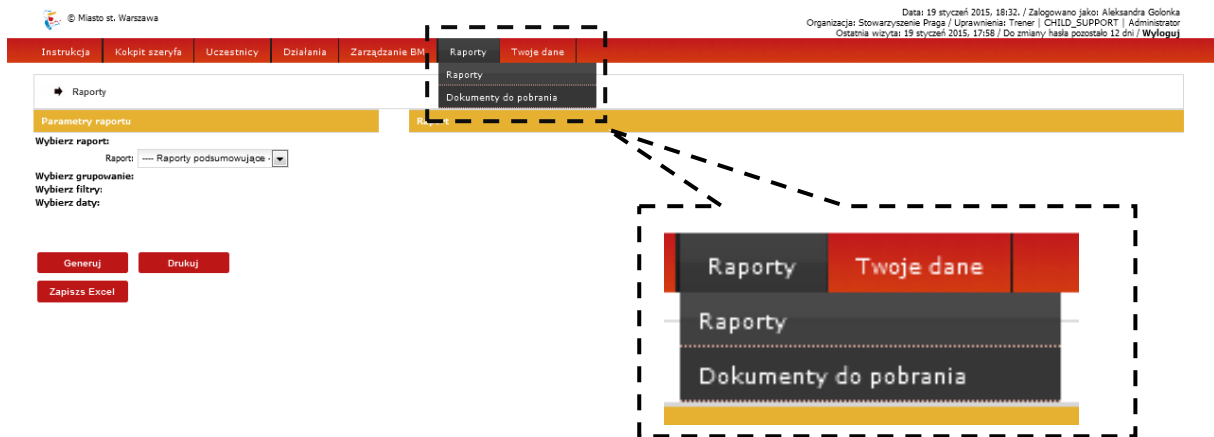 © Miasto st. Warszawa
Data: 19 styczeń 2015, 18:32. / Zalogowano jako: Aleksandra Golonka
Organizacja: Stowarzyszenie Praga / Uprawnienia: Trener | CHILD_SUPPORT | Administrator
Ostatnia wizyta: 19 styczeń 2015, 17:58 / Do zmiany hasła pozostało 12 dni / Wyloguj
Instrukcja Kokpit szeryfa Uczestnicy Działania Zarządzanie BM Raporty Twoje dane
Raporty
Dokumenty do pobrania
Raporty
Parametry raportu
Raport
Wybierz raport:
Raport: ---- Raporty podsumowujące -
Wybierz grupowanie:
Wybierz filtry:
Wybierz daty:
Generuj Drukuj
Zapiszs Excel
Raporty Twoje dane
Raporty
Dokumenty do pobrania